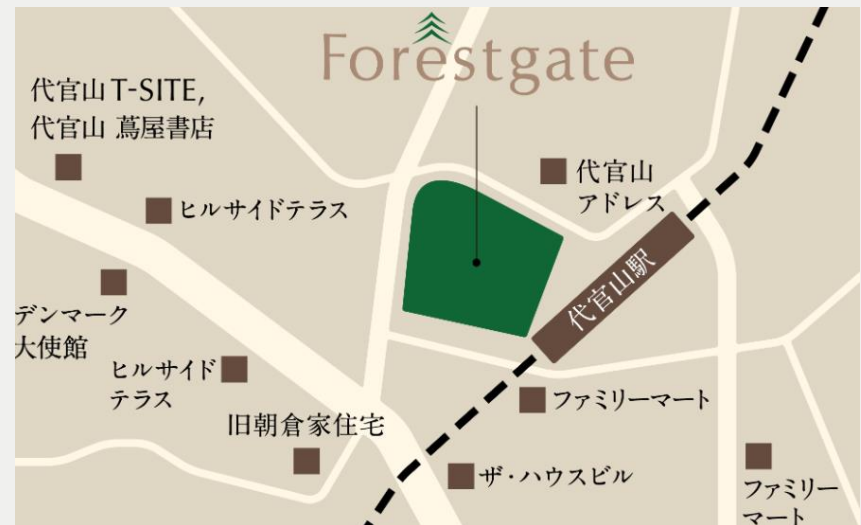 Forestgate
代官山 T-SITE,
代官山 蔦屋書店
代官山
アドレス
ヒルサイドテラス
代官山駅
デンマーク
大使館
ヒルサイド
テラス
ファミリーマート
旧朝倉家住宅
ザ・ハウスビル
ファミリー
マート